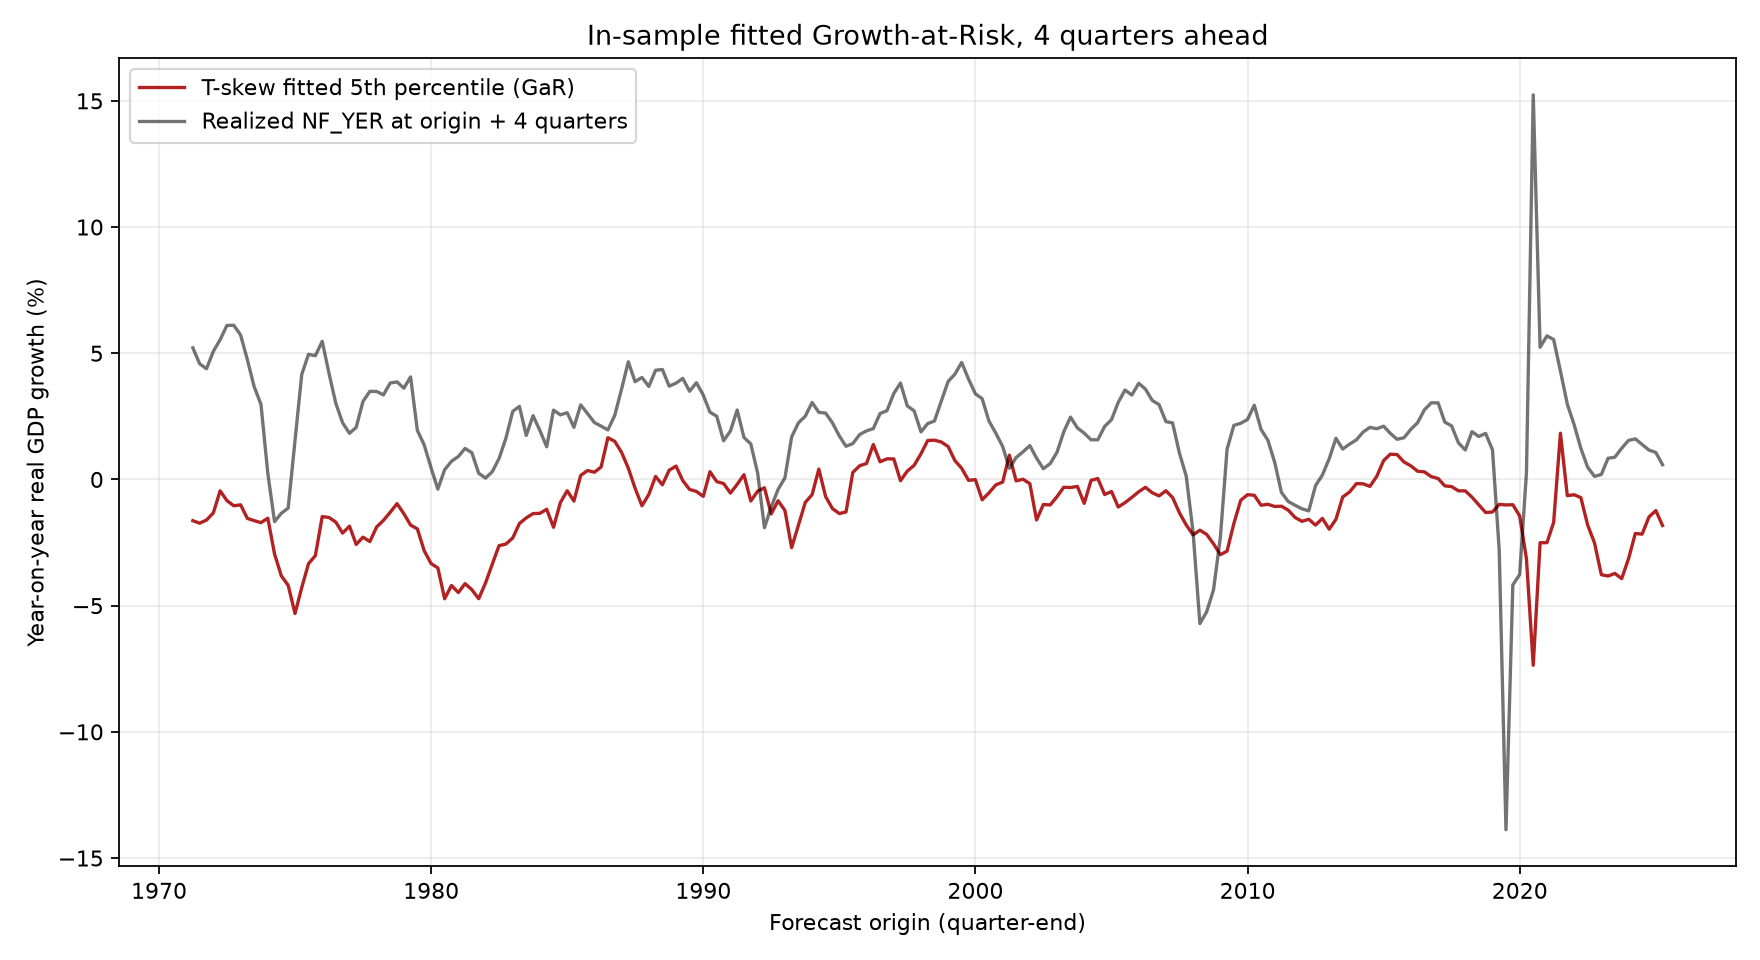 In-sample fitted Growth-at-Risk, 4 quarters ahead
T-skew fitted 5th percentile (GaR)
Realized NF_YER at origin + 4 quarters
Year-on-year real GDP growth (%)
15
10
5
0
−5
−10
−15
1970 1980 1990 2000 2010 2020
Forecast origin (quarter-end)